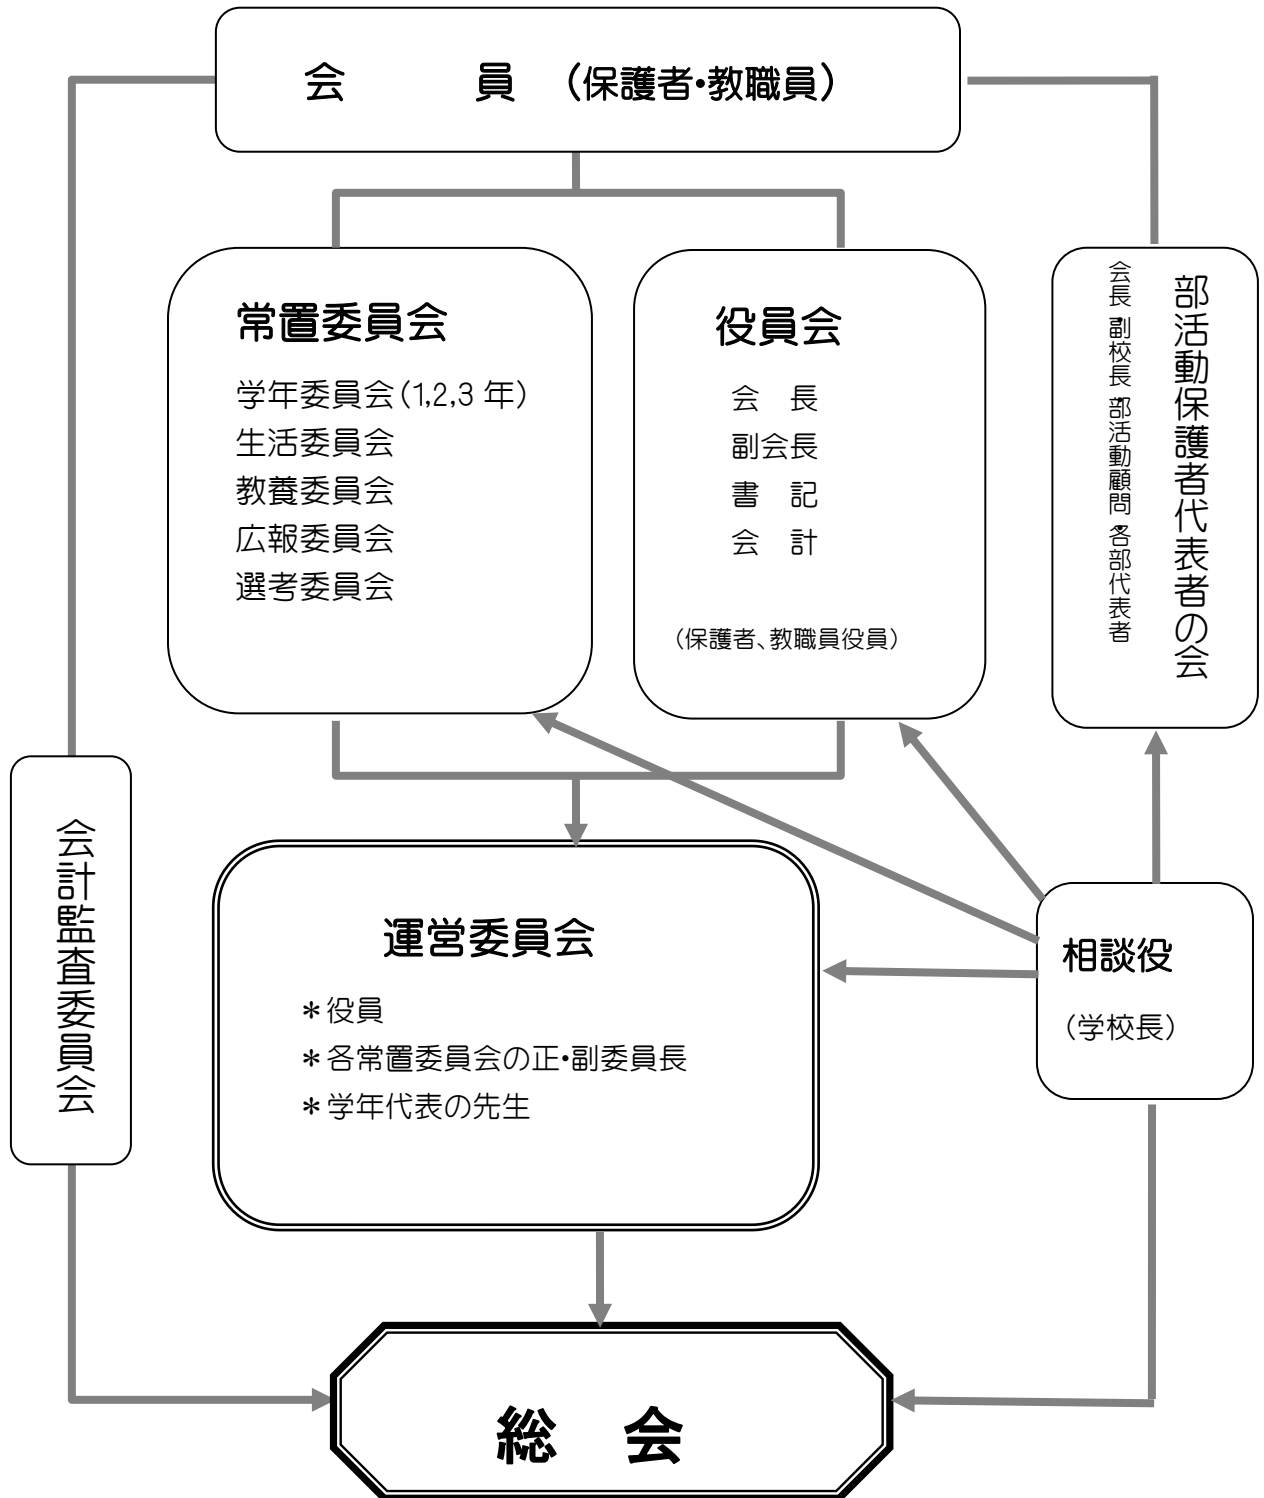 会　員　（保護者・教職員）
常置委員会
学年委員会（1,2,3 年）
生活委員会
教養委員会
広報委員会
選考委員会
役員会
会　長
副会長
書　記
会　計
（保護者、教職員役員）
部活動保護者代表者の会
会長・副校長・部活動顧問・各部代表者
会計監査委員会
運営委員会
＊役員
＊各常置委員会の正・副委員長
＊学年代表の先生
相談役
（学校長）
総　会